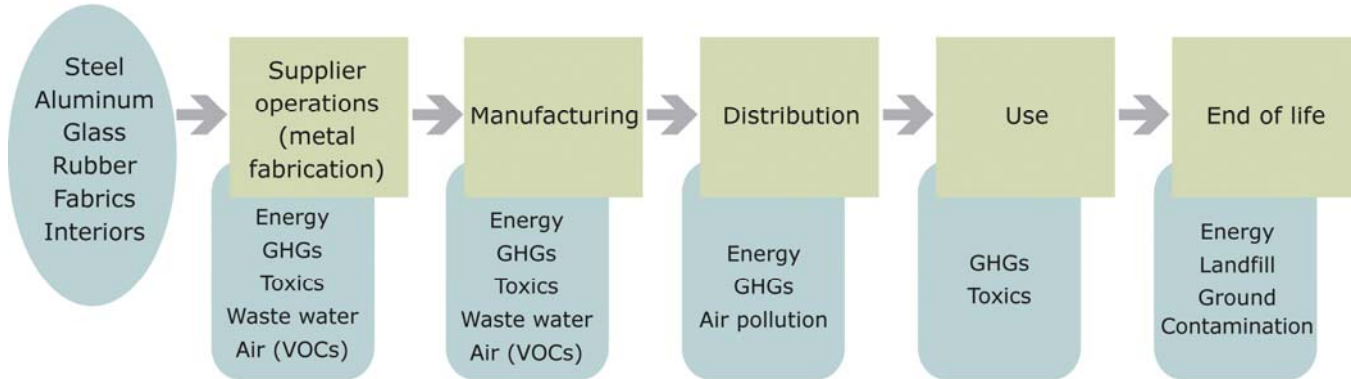 Steel
Aluminum
Glass
Rubber
Fabrics
Interiors
Supplier
operations
(metal
fabrication)
Energy
GHGs
Toxics
Waste water
Air (VOCs)
Manufacturing
Energy
GHGs
Toxics
Waste water
Air (VOCs)
Distribution
Energy
GHGs
Air pollution
Use
GHGs
Toxics
End of life
Energy
Landfill
Ground
Contamination